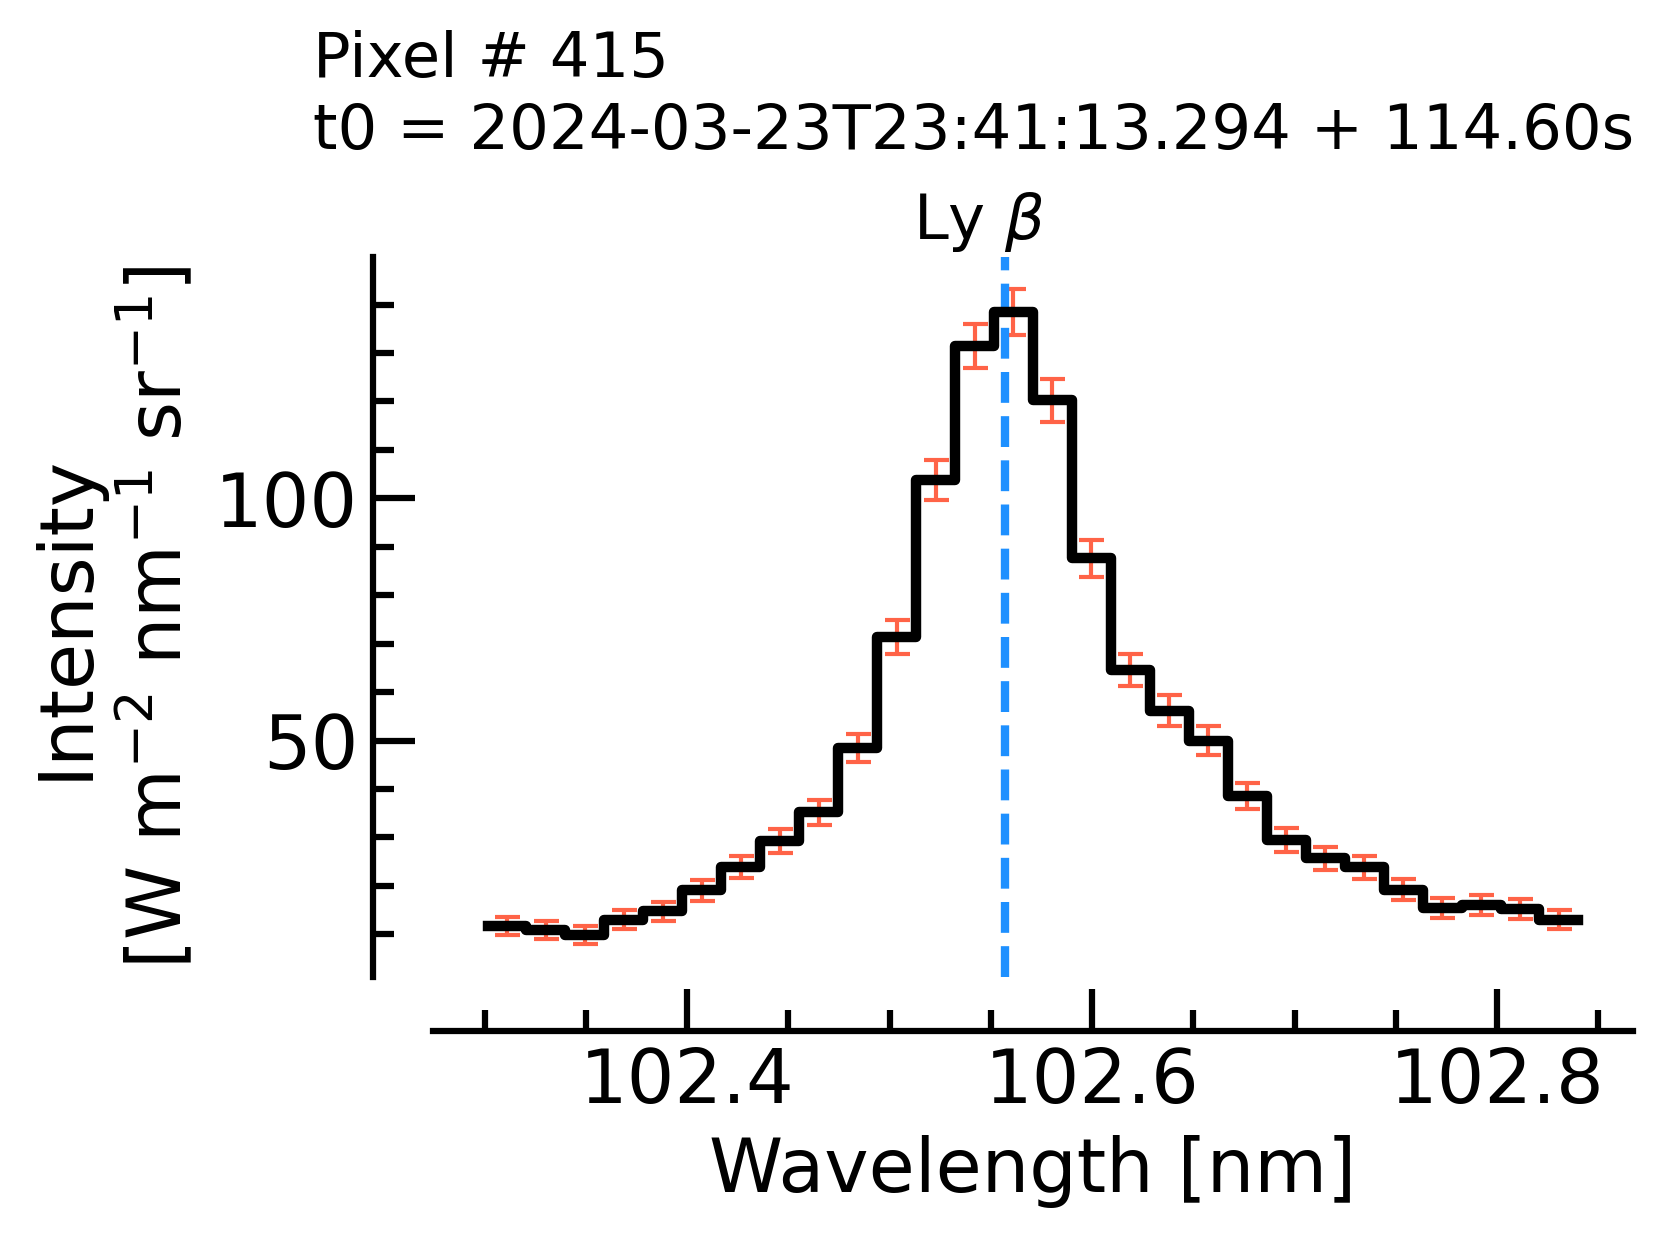 Pixel # 415
t0 = 2024-03-23T23:41:13.294 + 114.60s
Ly β
Intensity
[W m⁻² nm⁻¹ sr⁻¹]
100
50
102.4 102.6 102.8
Wavelength [nm]